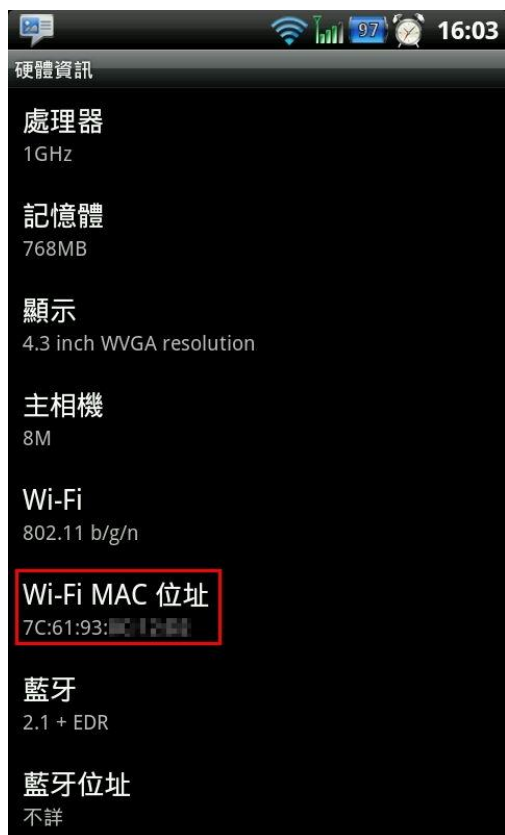 97 16:03
硬體資訊
處理器
1GHz
記憶體
768MB
顯示
4.3 inch WVGA resolution
主相機
8M
Wi-Fi
802.11 b/g/n
Wi-Fi MAC 位址
7C:61:93:
藍牙
2.1 + EDR
藍牙位址
不詳